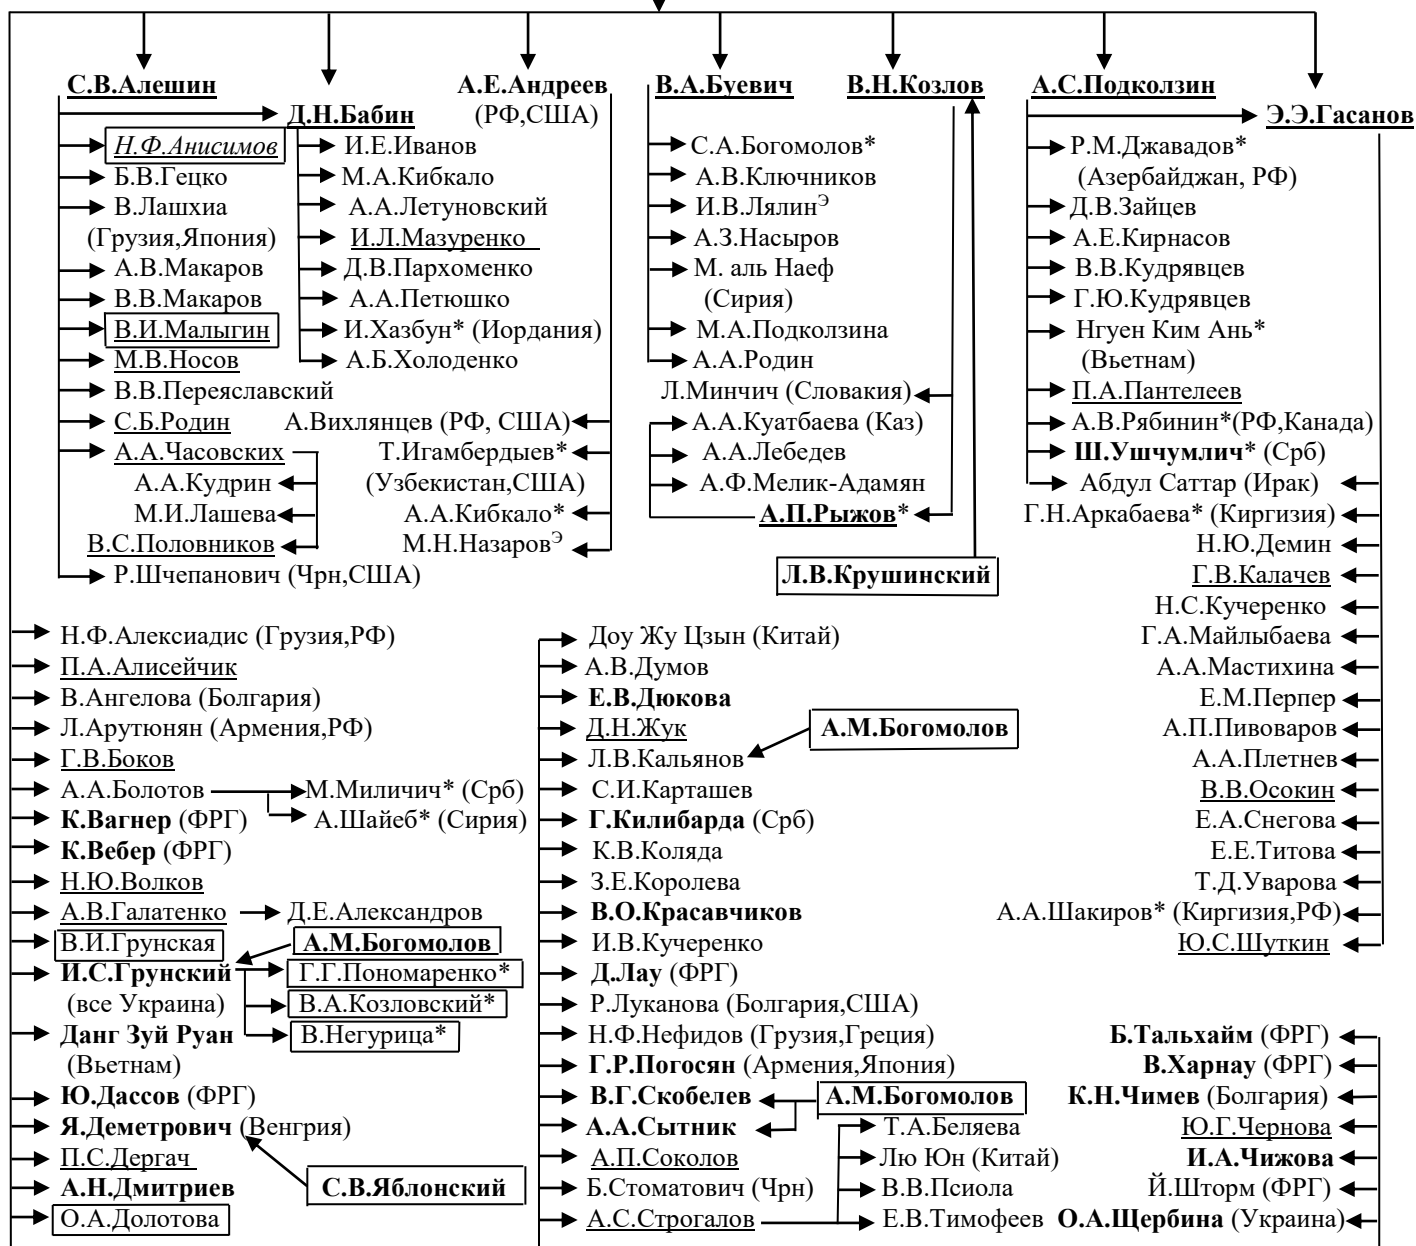 С.В.Алешин
Д.Н.Бабин
Н.Ф.Анисимов
Б.В.Гецко
В.Лашхиа
(Грузия,Япония)
А.В.Макаров
В.В.Макаров
В.И.Малыгин
М.В.Носов
В.В.Переяславский
С.Б.Родин
А.А.Часовских
А.А.Кудрин
М.И.Лашева
В.С.Половников
Р.Шчепанович (Чрн,США)
И.Е.Иванов
М.А.Кибкало
А.А.Летуновский
И.Л.Мазуренко
Д.В.Пархоменко
А.А.Петюшко
И.Хазбун* (Иордания)
А.Б.Холоденко
А.Е.Андреев
(РФ,США)
А.Вихлянцев (РФ, США)
Т.Игамбердыев*
(Узбекистан,США)
А.А.Кибкало*
М.Н.НазаровЭ
В.А.Буевич
С.А.Богомолов*
А.В.Ключников
И.В.ЛялинЭ
А.З.Насыров
М. аль Наеф
(Сирия)
М.А.Подколзина
А.А.Родин
В.Н.Козлов
Л.Минчич (Словакия)
А.А.Куатбаева (Каз)
А.А.Лебедев
А.Ф.Мелик-Адамян
А.П.Рыжов*
Л.В.Крушинский
А.С.Подколзин
Э.Э.Гасанов
Р.М.Джавадов*
(Азербайджан, РФ)
Д.В.Зайцев
А.Е.Кирнасов
В.В.Кудрявцев
Г.Ю.Кудрявцев
Нгуен Ким Ань*
(Вьетнам)
П.А.Пантелеев
А.В.Рябинин*(РФ,Канада)
Ш.Ушчумлич* (Срб)
Абдул Саттар (Ирак)
Г.Н.Аркабаева* (Киргизия)
Н.Ю.Демин
Г.В.Калачев
Н.С.Кучеренко
Г.А.Майлыбаева
А.А.Мастихина
Е.М.Перпер
А.П.Пивоваров
А.А.Плетнев
В.В.Осокин
Е.А.Снегова
Е.Е.Титова
Т.Д.Уварова
А.А.Шакиров* (Киргизия,РФ)
Ю.С.Шуткин
Н.Ф.Алексиадис (Грузия,РФ)
П.А.Алисейчик
В.Ангелова (Болгария)
Л.Арутюнян (Армения,РФ)
Г.В.Боков
А.А.Болотов
М.Миличич* (Срб)
А.Шайеб* (Сирия)
К.Вагнер (ФРГ)
К.Вебер (ФРГ)
Н.Ю.Волков
А.В.Галатенко
Д.Е.Александров
В.И.Грунская
А.М.Богомолов
И.С.Грунский
(все Украина)
Г.Г.Пономаренко*
В.А.Козловский*
В.Негурица*
Данг Зуй Руан
(Вьетнам)
Ю.Дассов (ФРГ)
Я.Деметрович (Венгрия)
П.С.Дергач
С.В.Яблонский
А.Н.Дмитриев
О.А.Долотова
Доу Жу Цзын (Китай)
А.В.Думов
Е.В.Дюкова
Д.Н.Жук
А.М.Богомолов
Л.В.Кальянов
С.И.Карташев
Г.Килибарда (Срб)
К.В.Коляда
З.Е.Королева
В.О.Красавчиков
И.В.Кучеренко
Д.Лау (ФРГ)
Р.Луканова (Болгария,США)
Н.Ф.Нефидов (Грузия,Греция)
Г.Р.Погосян (Армения,Япония)
В.Г.Скобелев
А.М.Богомолов
А.А.Сытник
А.П.Соколов
Б.Стоматович (Чрн)
А.С.Строгалов
Т.А.Беляева
Лю Юн (Китай)
В.В.Псиола
Е.В.Тимофеев
Б.Тальхайм (ФРГ)
В.Харнау (ФРГ)
К.Н.Чимев (Болгария)
Ю.Г.Чернова
И.А.Чижова
Й.Шторм (ФРГ)
О.А.Щербина (Украина)